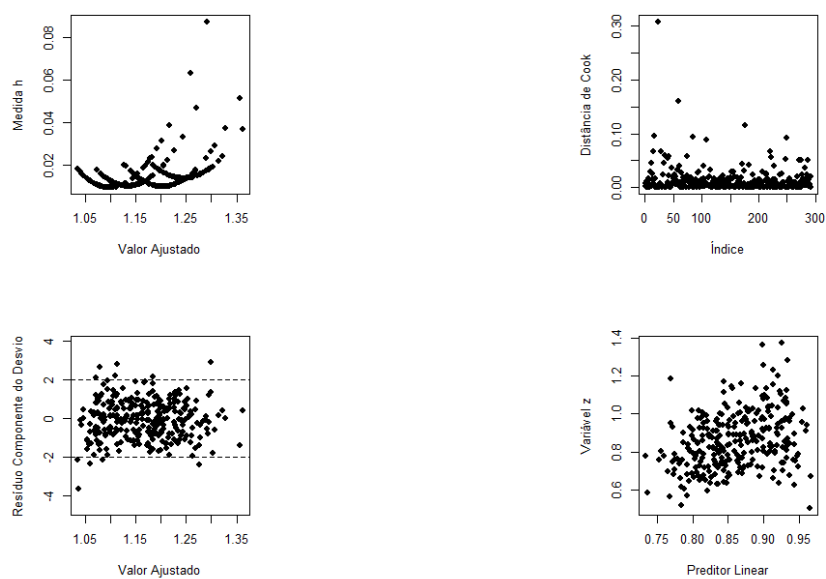 Medida h
0.02 0.04 0.06 0.08
1.05 1.15 1.25 1.35
Valor Ajustado
Distância de Cook
0.00 0.10 0.20 0.30
0 50 100 200 300
Índice
Resíduo Componente do Desvio
-4 -2 0 2 4
1.05 1.15 1.25 1.35
Valor Ajustado
Variável z
0.6 0.8 1.0 1.2 1.4
0.75 0.80 0.85 0.90 0.95
Preditor Linear